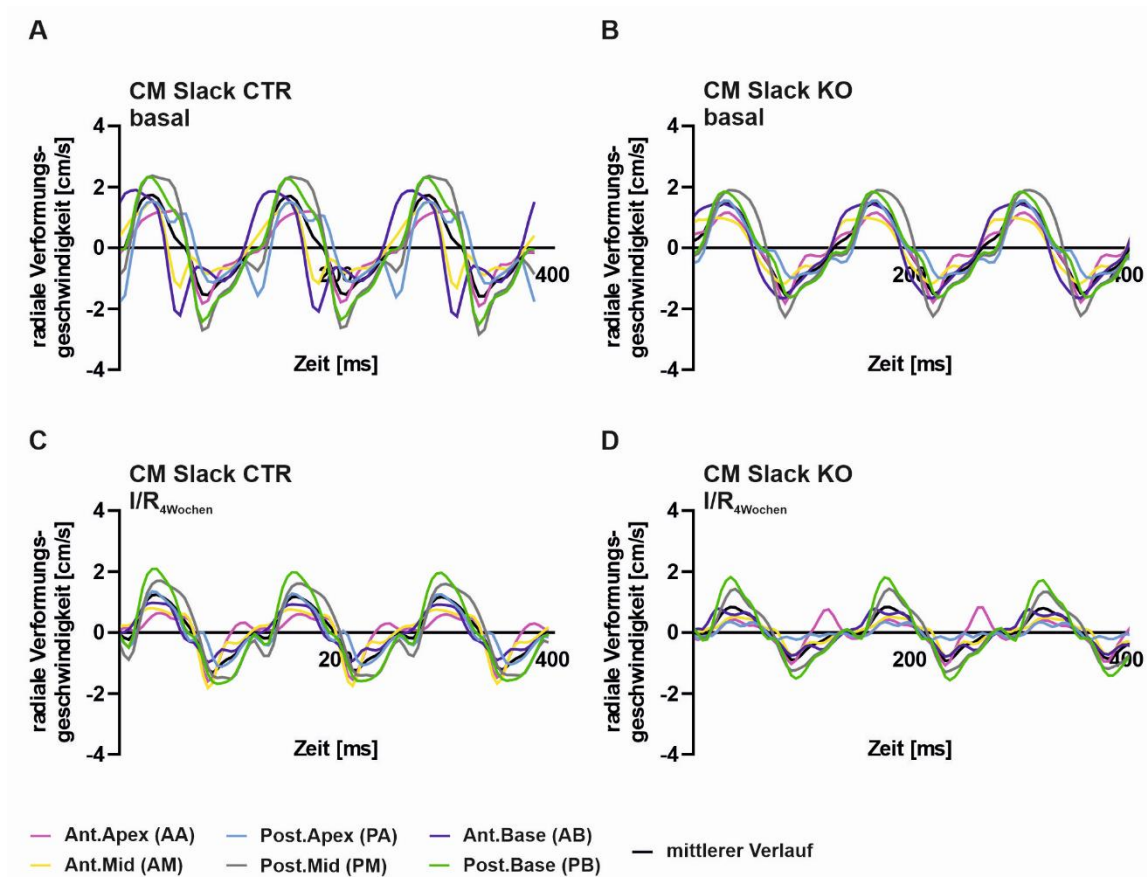 A
CM Slack CTR
basal
radiale Verformungs-
geschwindigkeit [cm/s]
4
2
0
-2
-4
200
400
Zeit [ms]
B
CM Slack KO
basal
radiale Verformungs-
geschwindigkeit [cm/s]
4
2
0
-2
-4
200
400
Zeit [ms]
C
CM Slack CTR
I/R4Wochen
radiale Verformungs-
geschwindigkeit [cm/s]
4
2
0
-2
-4
200
400
Zeit [ms]
D
CM Slack KO
I/R4Wochen
radiale Verformungs-
geschwindigkeit [cm/s]
4
2
0
-2
-4
200
400
Zeit [ms]
Ant.Apex (AA) Post.Apex (PA) Ant.Base (AB) mittlerer Verlauf
Ant.Mid (AM) Post.Mid (PM) Post.Base (PB)